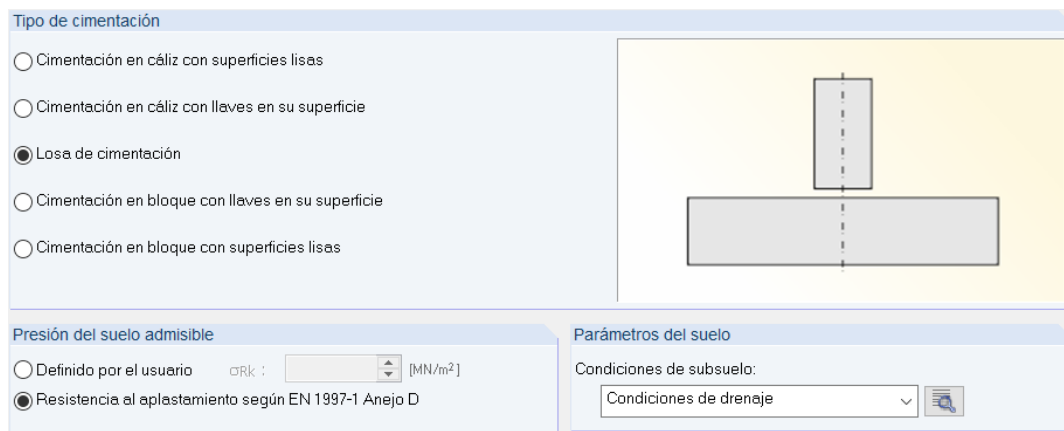 Tipo de cimentación
Cimentación en cáliz con superficies lisas
Cimentación en cáliz con llaves en su superficie
Losa de cimentación
Cimentación en bloque con llaves en su superficie
Cimentación en bloque con superficies lisas
Presión del suelo admisible
Definido por el usuario σRk : [MN/m²]
Resistencia al aplastamiento según EN 1997-1 Anejo D
Parámetros del suelo
Condiciones de subsuelo:
Condiciones de drenaje